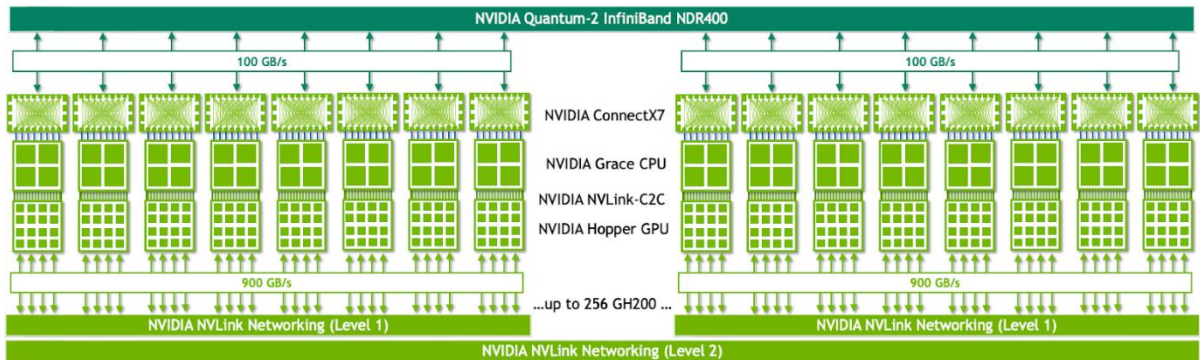 NVIDIA Quantum-2 InfiniBand NDR400
100 GB/s
100 GB/s
NVIDIA ConnectX7
NVIDIA Grace CPU
NVIDIA NVLink-C2C
NVIDIA Hopper GPU
900 GB/s
900 GB/s
...up to 256 GH200 ...
NVIDIA NVLink Networking (Level 1)
NVIDIA NVLink Networking (Level 1)
NVIDIA NVLink Networking (Level 2)